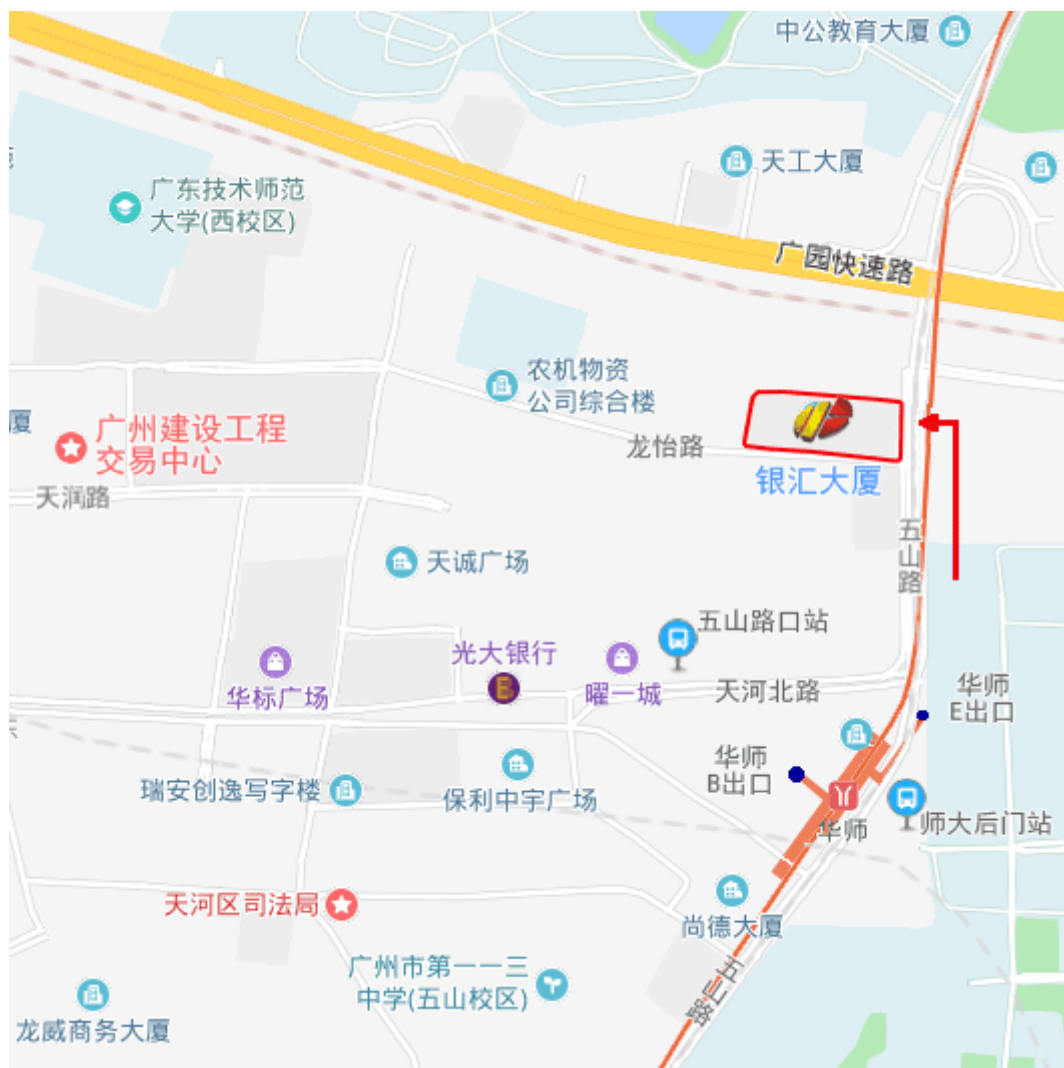 中公教育大厦
天工大厦
广东技术师范
大学(西校区)
广园快速路
农机物资
公司综合楼
厦
广州建设工程
交易中心
龙怡路
银汇大厦
天润路
五山路
天诚广场
五山路口站
光大银行
华标广场
曜一城
天河北路
华师
E出口
华师
B出口
瑞安创逸写字楼
保利中宇广场
华师
师大后门站
天河区司法局
尚德大厦
广州市第一一三
中学(五山校区)
五山路
龙威商务大厦